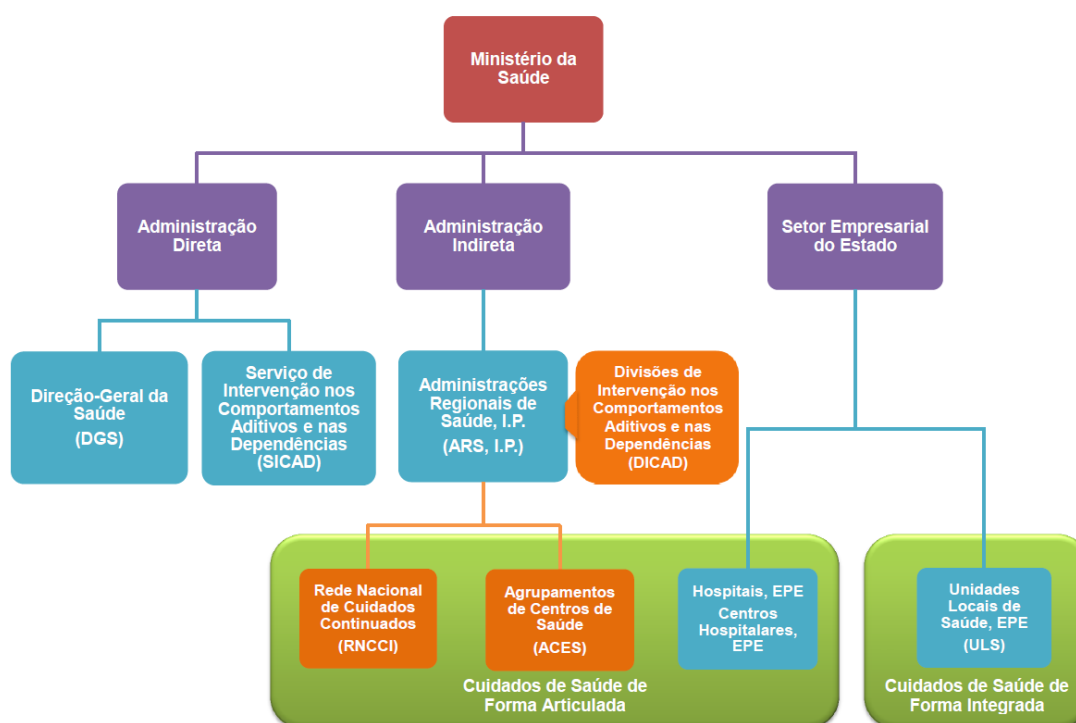 Ministério da
Saúde
Administração
Direta
Administração
Indireta
Setor Empresarial
do Estado
Direção-Geral da
Saúde
(DGS)
Serviço de
Intervenção nos
Comportamentos
Aditivos e nas
Dependências
(SICAD)
Administrações
Regionais de
Saúde, I.P.
(ARS, I.P.)
Divisões de
Intervenção nos
Comportamentos
Aditivos e nas
Dependências
(DICAD)
Rede Nacional
de Cuidados
Continuados
(RNCCI)
Agrupamentos
de Centros de
Saúde
(ACES)
Hospitais, EPE
Centros
Hospitalares,
EPE
Unidades
Locais de
Saúde, EPE
(ULS)
Cuidados de Saúde de
Forma Articulada
Cuidados de Saúde de
Forma Integrada